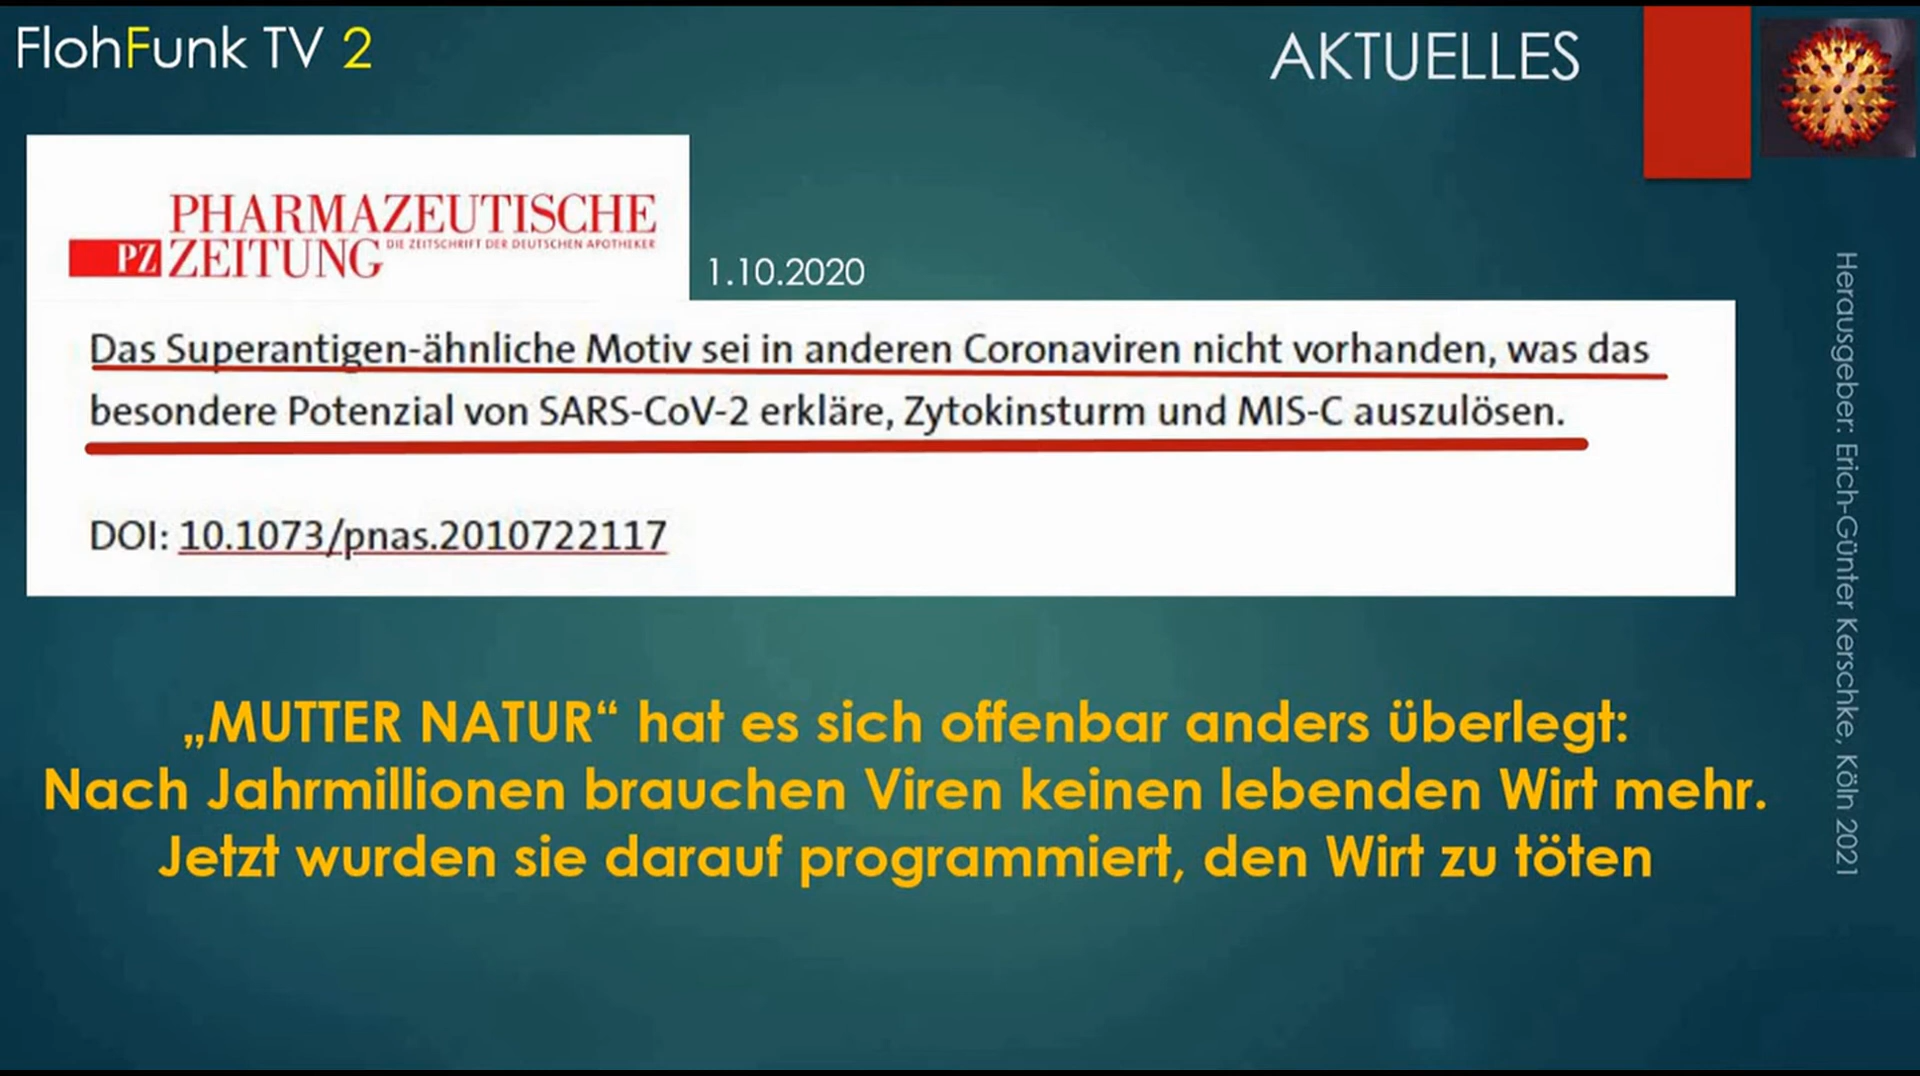 FlohFunk TV 2
AKTUELLES
PHARMAZEUTISCHE
PZ ZEITUNG DIE ZEITSCHRIFT DER DEUTSCHEN APOTHEKER
1.10.2020
Das Superantigen-ähnliche Motiv sei in anderen Coronaviren nicht vorhanden, was das
besondere Potenzial von SARS-CoV-2 erkläre, Zytokinsturm und MIS-C auszulösen.
DOI: 10.1073/pnas.2010722117
„MUTTER NATUR“ hat es sich offenbar anders überlegt:
Nach Jahrmillionen brauchen Viren keinen lebenden Wirt mehr.
Jetzt wurden sie darauf programmiert, den Wirt zu töten
Herausgeber: Erich-Günter Kerschke, Köln 2021